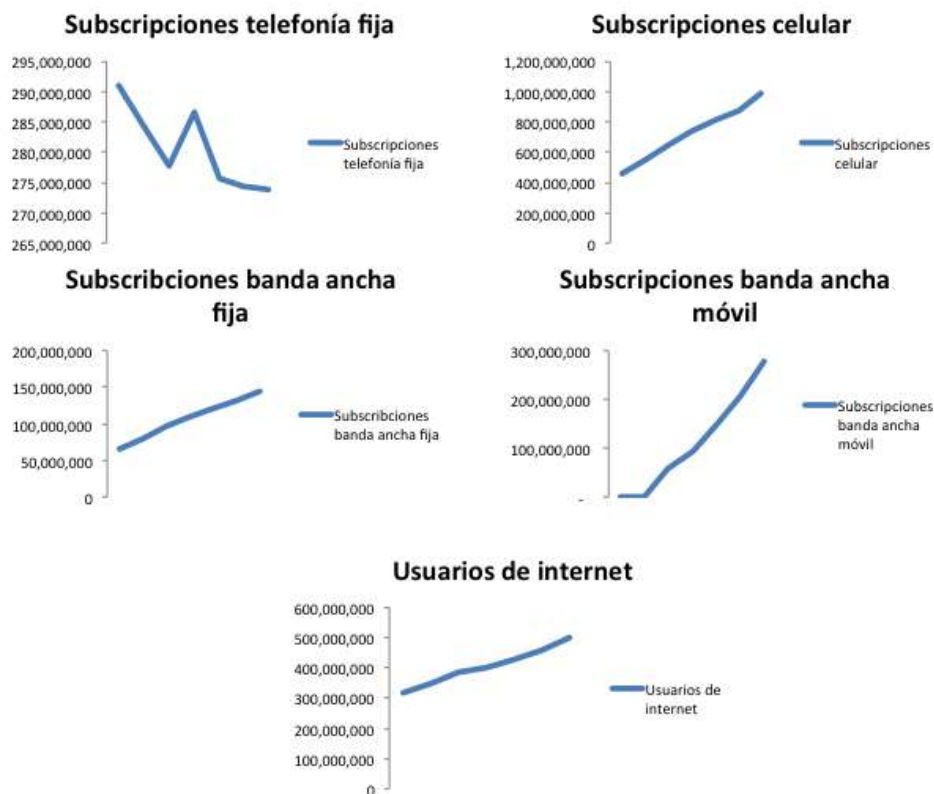 Subscripciones telefonía fija
295,000,000
290,000,000
285,000,000
280,000,000
275,000,000
270,000,000
265,000,000
Subscripciones
telefonía fija
Subscripciones celular
1,200,000,000
1,000,000,000
800,000,000
600,000,000
400,000,000
200,000,000
0
Subscripciones
celular
Subscribciones banda ancha
fija
200,000,000
150,000,000
100,000,000
50,000,000
0
Subscribciones
banda ancha fija
Subscripciones banda ancha
móvil
300,000,000
200,000,000
100,000,000
-
Subscripciones
banda ancha
móvil
Usuarios de internet
600,000,000
500,000,000
400,000,000
300,000,000
200,000,000
100,000,000
0
Usuarios de
internet